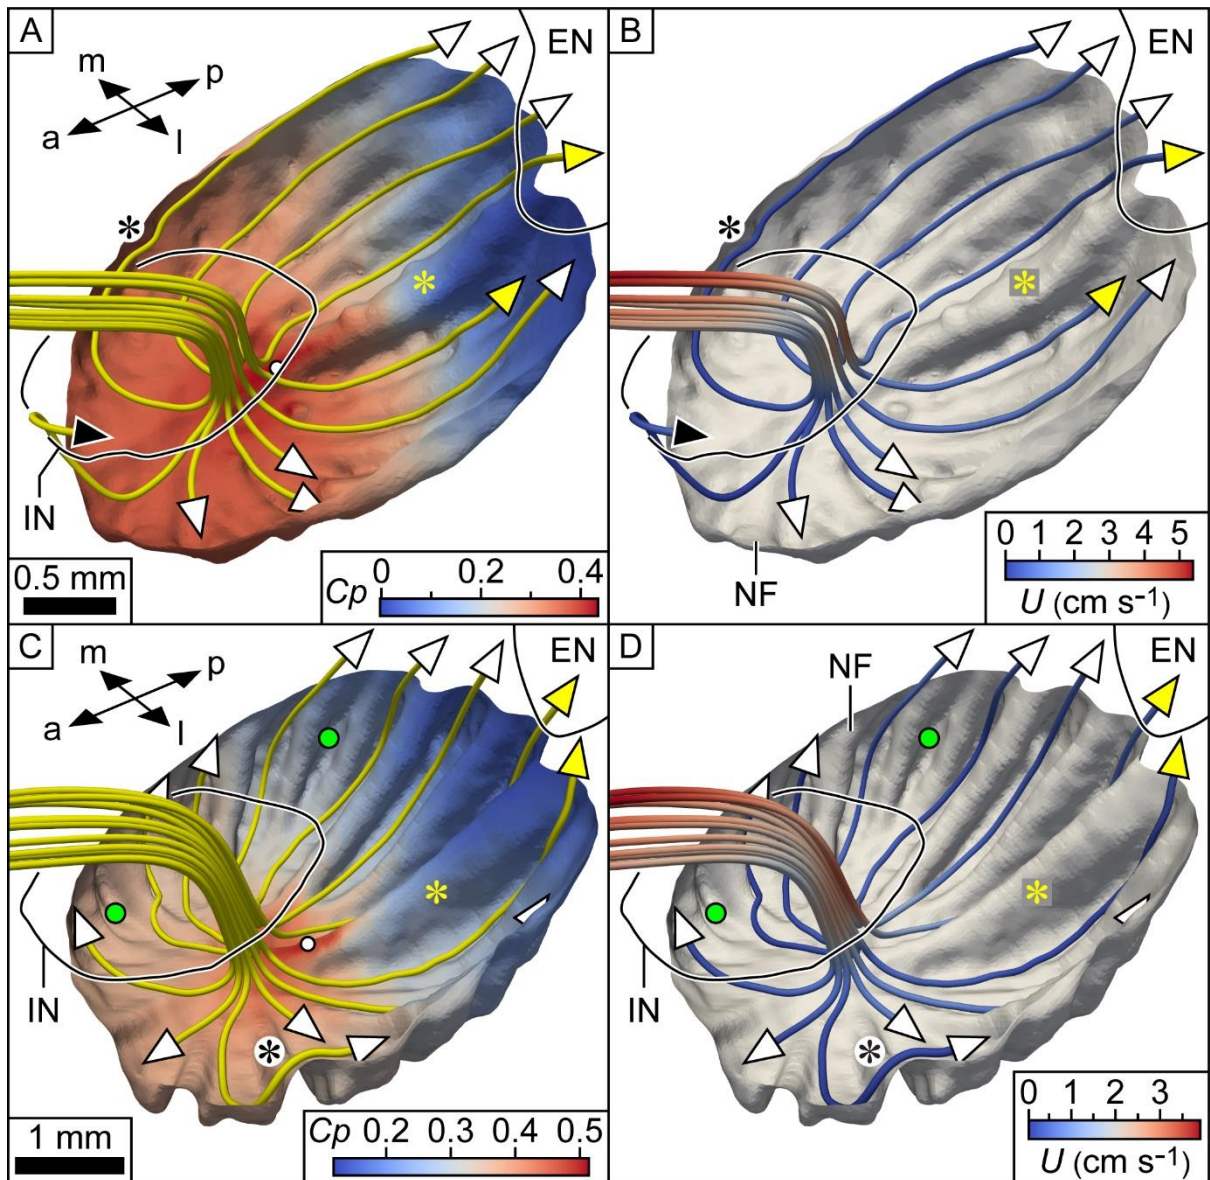 A
EN
m
p
a
l
*
*
IN
0.5 mm
Cp
0
0.2
0.4
B
EN
*
*
NF
0 1 2 3 4 5
U (cm s⁻¹)
C
EN
m
p
a
l
*
*
IN
1 mm
Cp 0.2 0.3 0.4 0.5
D
NF
EN
*
*
IN
0 1 2 3
U (cm s⁻¹)